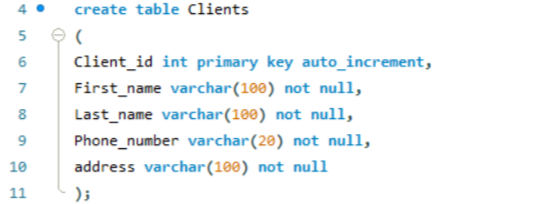 4 create table Clients
5 (
6 Client_id int primary key auto_increment,
7 First_name varchar(100) not null,
8 Last_name varchar(100) not null,
9 Phone_number varchar(20) not null,
10 address varchar(100) not null
11 );